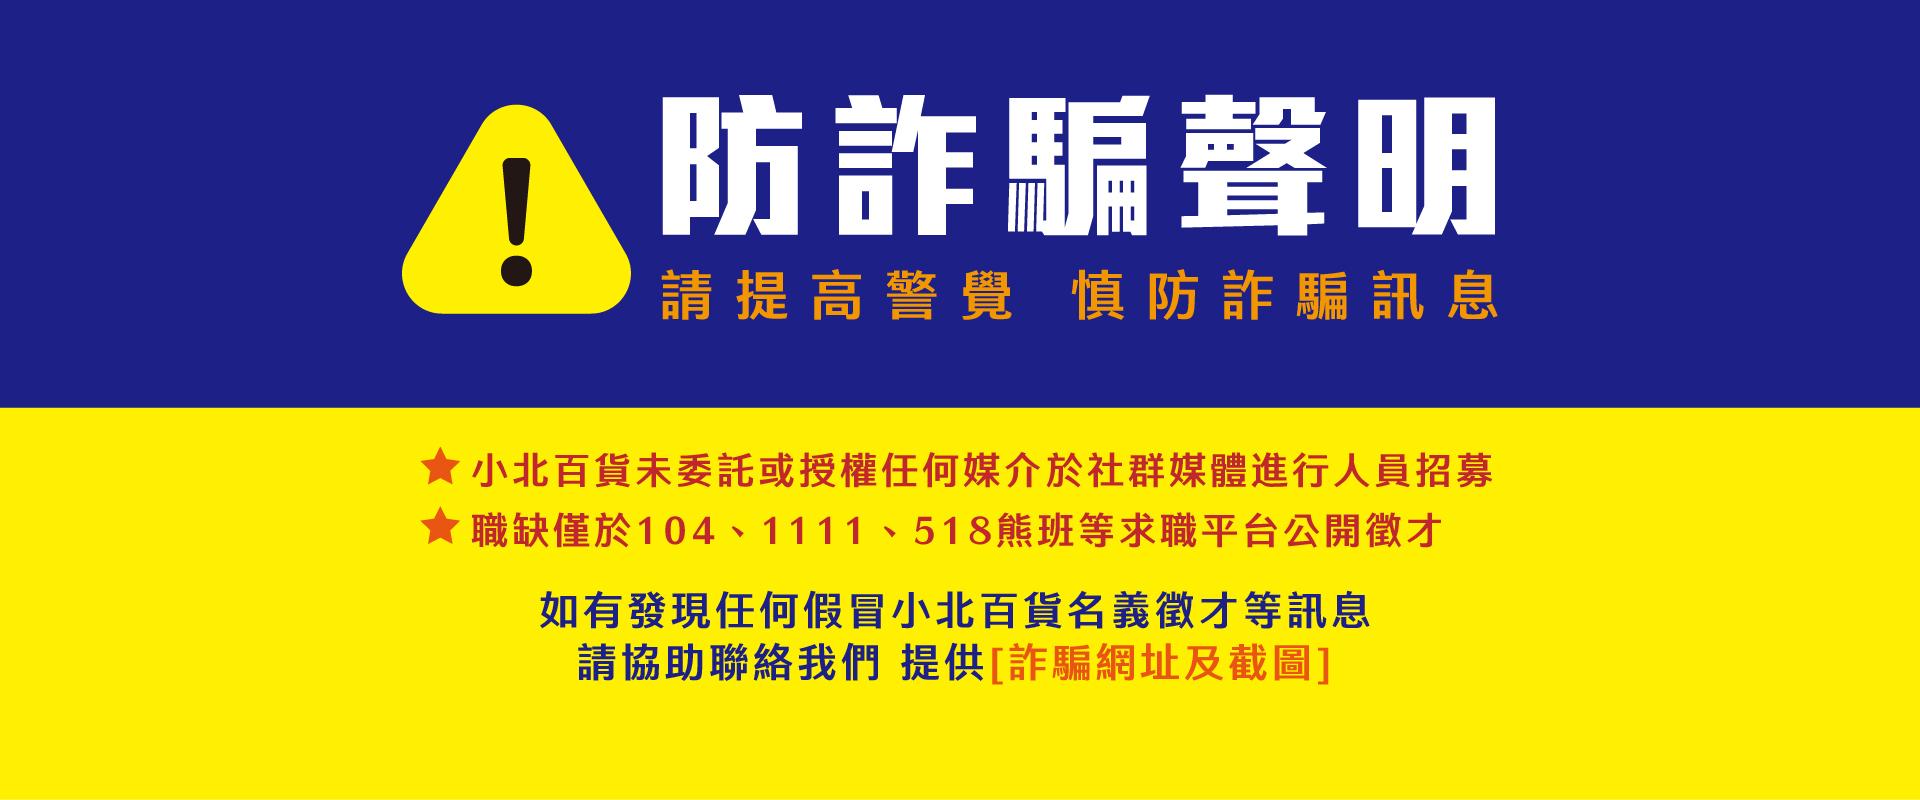 防詐騙聲明
請提高警覺 慎防詐騙訊息
小北百貨未委託或授權任何媒介於社群媒體進行人員招募
職缺僅於104、1111、518熊班等求職平台公開徵才
如有發現任何假冒小北百貨名義徵才等訊息
請協助聯絡我們 提供[詐騙網址及截圖]